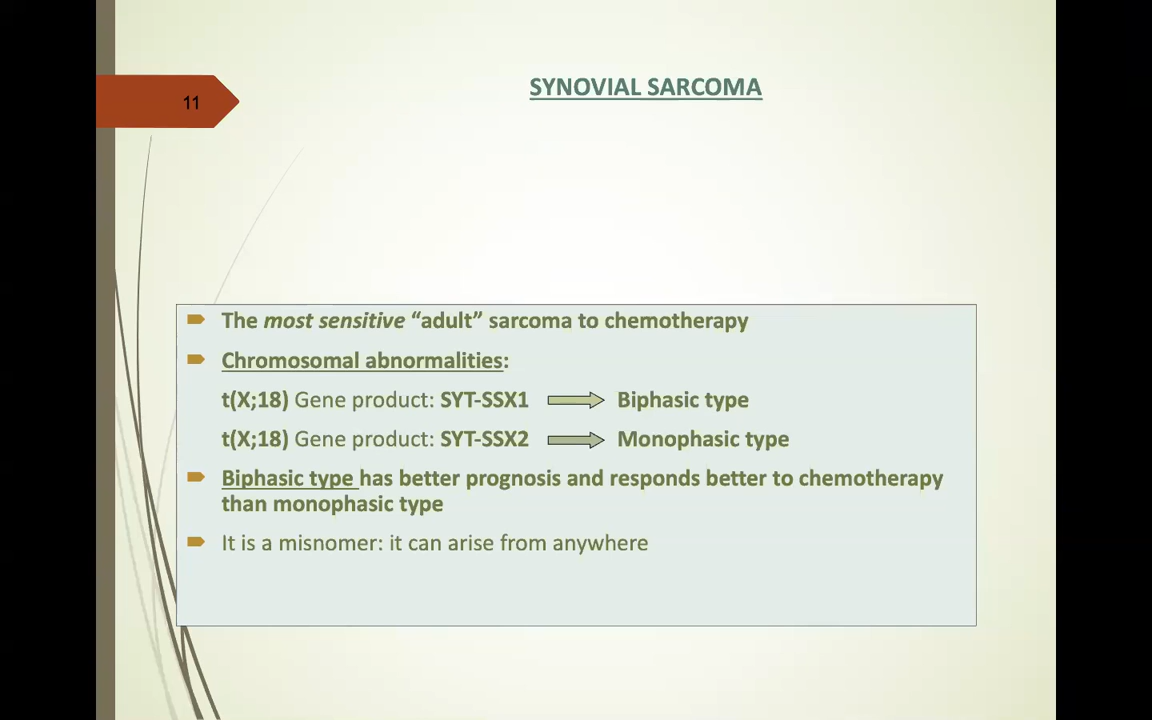 11
SYNOVIAL SARCOMA
The most sensitive “adult” sarcoma to chemotherapy
Chromosomal abnormalities:
t(X;18) Gene product: SYT-SSX1 Biphasic type
t(X;18) Gene product: SYT-SSX2 Monophasic type
Biphasic type has better prognosis and responds better to chemotherapy
than monophasic type
It is a misnomer: it can arise from anywhere